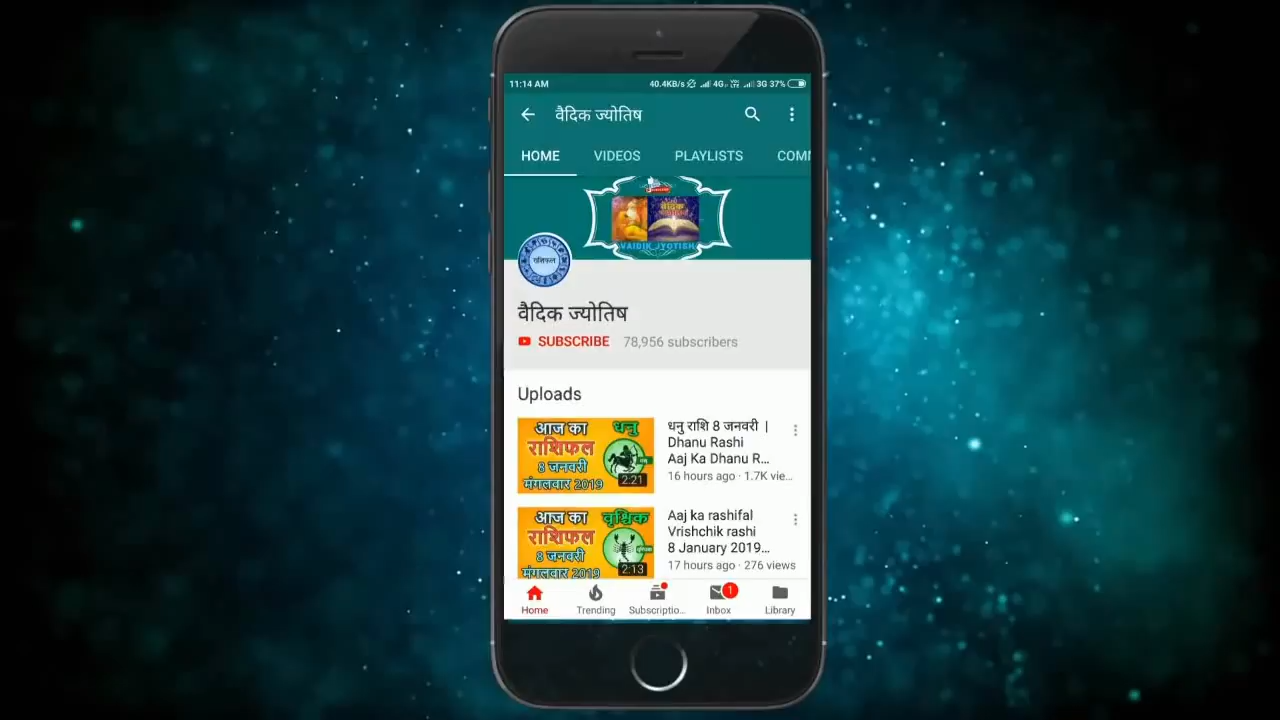 11:14 AM
40.4KB/s 4G 3G 37%
वैदिक ज्योतिष
HOME VIDEOS PLAYLISTS COM
वैदिक
VAIDIK JYOTISH
राशिफल
वैदिक ज्योतिष
SUBSCRIBE 78,956 subscribers
Uploads
आज का धनु
राशिफल
8 जनवरी
मंगलवार 2019
2:21
धनु राशि 8 जनवरी |
Dhanu Rashi
Aaj Ka Dhanu R...
16 hours ago · 1.7K vie...
आज का वृश्चिक
राशिफल
8 जनवरी
मंगलवार 2019
2:13
Aaj ka rashifal
Vrishchik rashi
8 January 2019...
17 hours ago · 276 views
1
Home Trending Subscriptio... Inbox Library